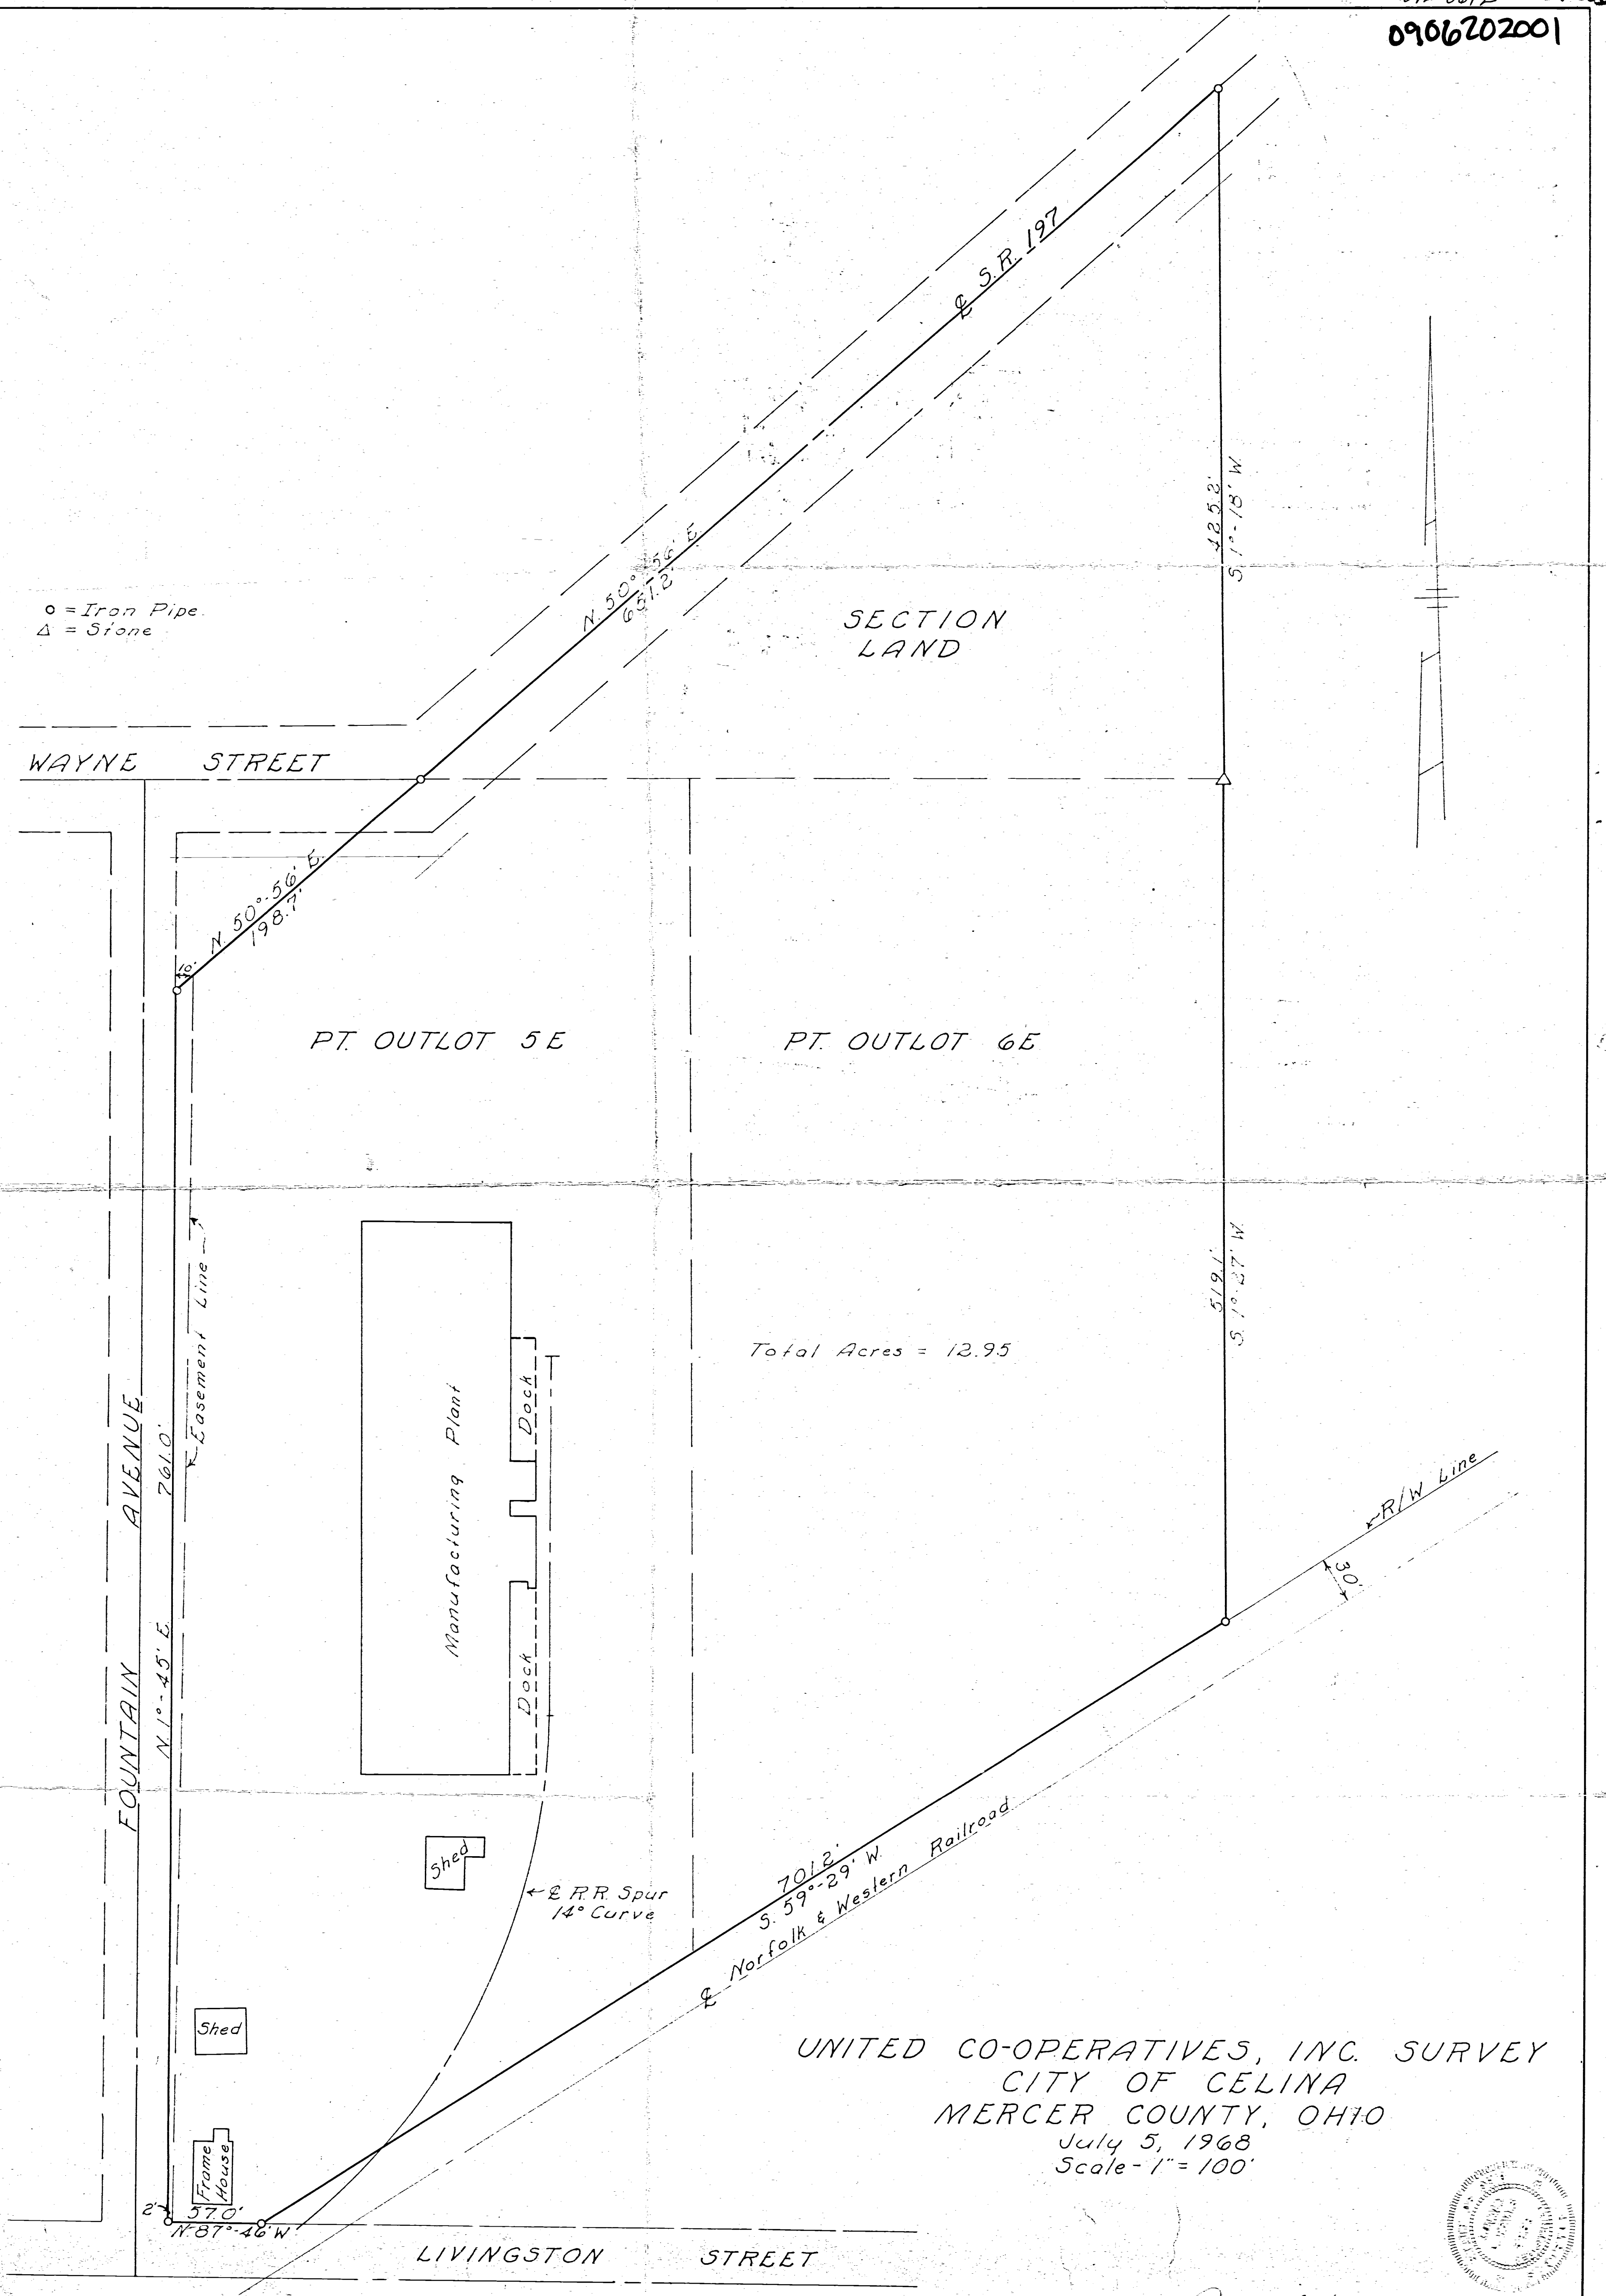 0906202001
S.R. 197
425.2'
S. 1°-18' W.
N. 50°-56' E.
651.2
o = Iron Pipe.
Δ = Stone
SECTION
LAND
WAYNE STREET
N. 50°-56' E.
198.7
10'
PT. OUTLOT 5E
PT. OUTLOT 6E
519.1
S. 1°-27' W.
Easement Line
Total Acres = 12.95
Manufacturing Plant
Dock
Dock
FOUNTAIN AVENUE
761.0'
N. 1°-45' E.
R/W Line
Shed
℄ R.R. Spur
14° Curve
701.2'
S. 59°-29' W.
℄ Norfolk & Western Railroad
Shed
Frame
House
2'
57.0'
N. 87°-46' W.
LIVINGSTON STREET
UNITED CO-OPERATIVES, INC. SURVEY
CITY OF CELINA
MERCER COUNTY, OHIO
July 5, 1968
Scale - 1" = 100'